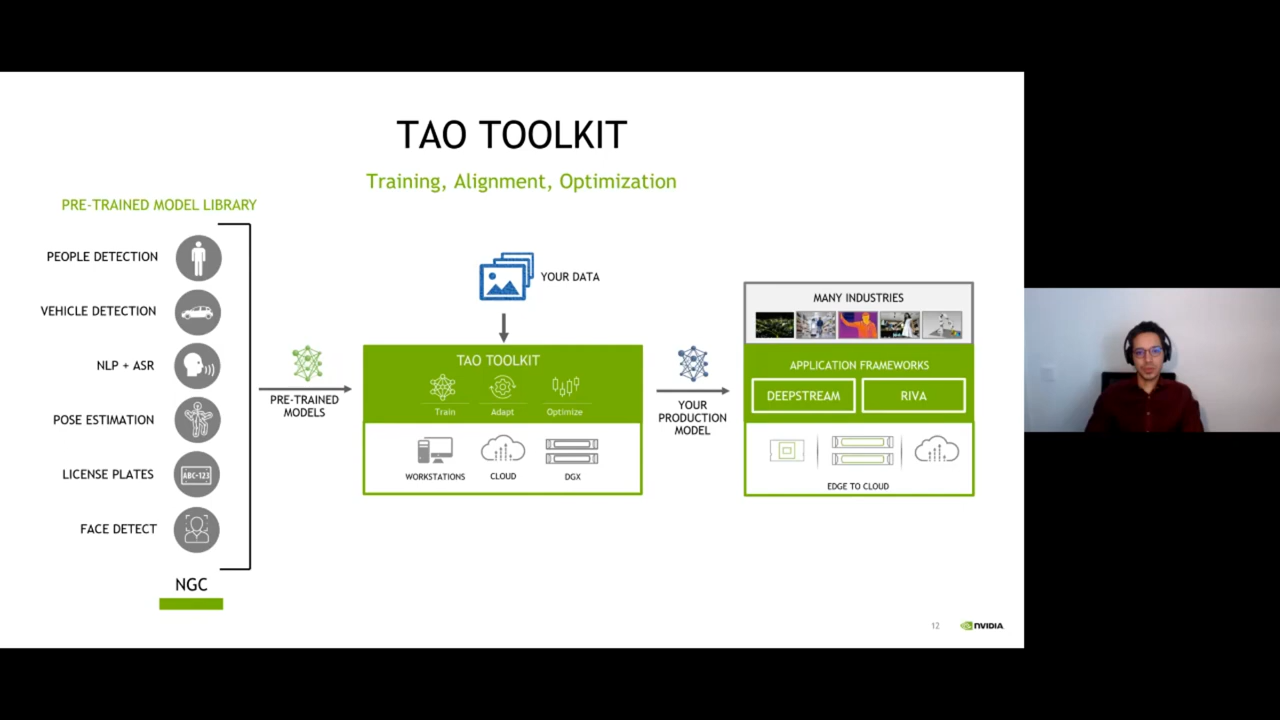 TAO TOOLKIT
Training, Alignment, Optimization
PRE-TRAINED MODEL LIBRARY
PEOPLE DETECTION
VEHICLE DETECTION
NLP + ASR
POSE ESTIMATION
LICENSE PLATES
ABC-123
FACE DETECT
NGC
PRE-TRAINED
MODELS
YOUR DATA
TAO TOOLKIT
Train
Adapt
Optimize
WORKSTATIONS
CLOUD
DGX
YOUR
PRODUCTION
MODEL
MANY INDUSTRIES
APPLICATION FRAMEWORKS
DEEPSTREAM
RIVA
EDGE TO CLOUD
12
NVIDIA.